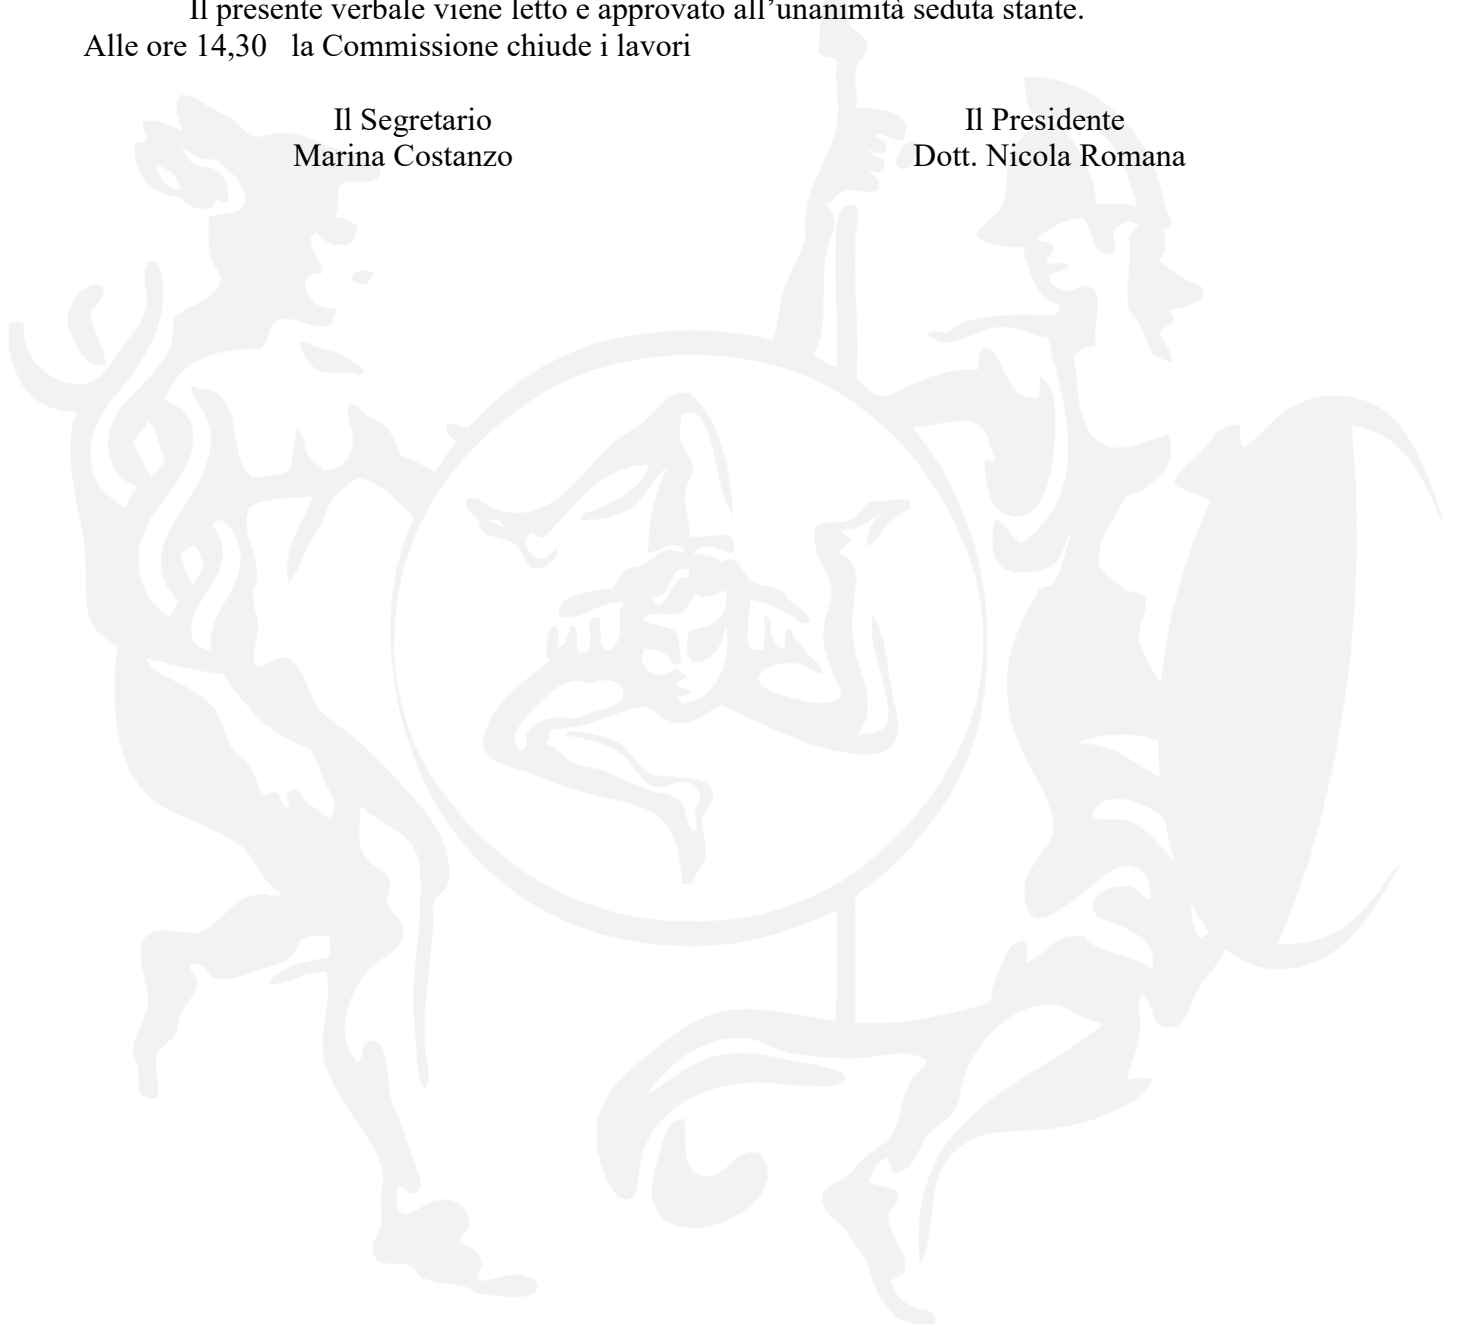 Il presente verbale viene letto e approvato all’unanimità seduta stante.
Alle ore 14,30 la Commissione chiude i lavori
Il Segretario
Il Presidente
Marina Costanzo
Dott. Nicola Romana